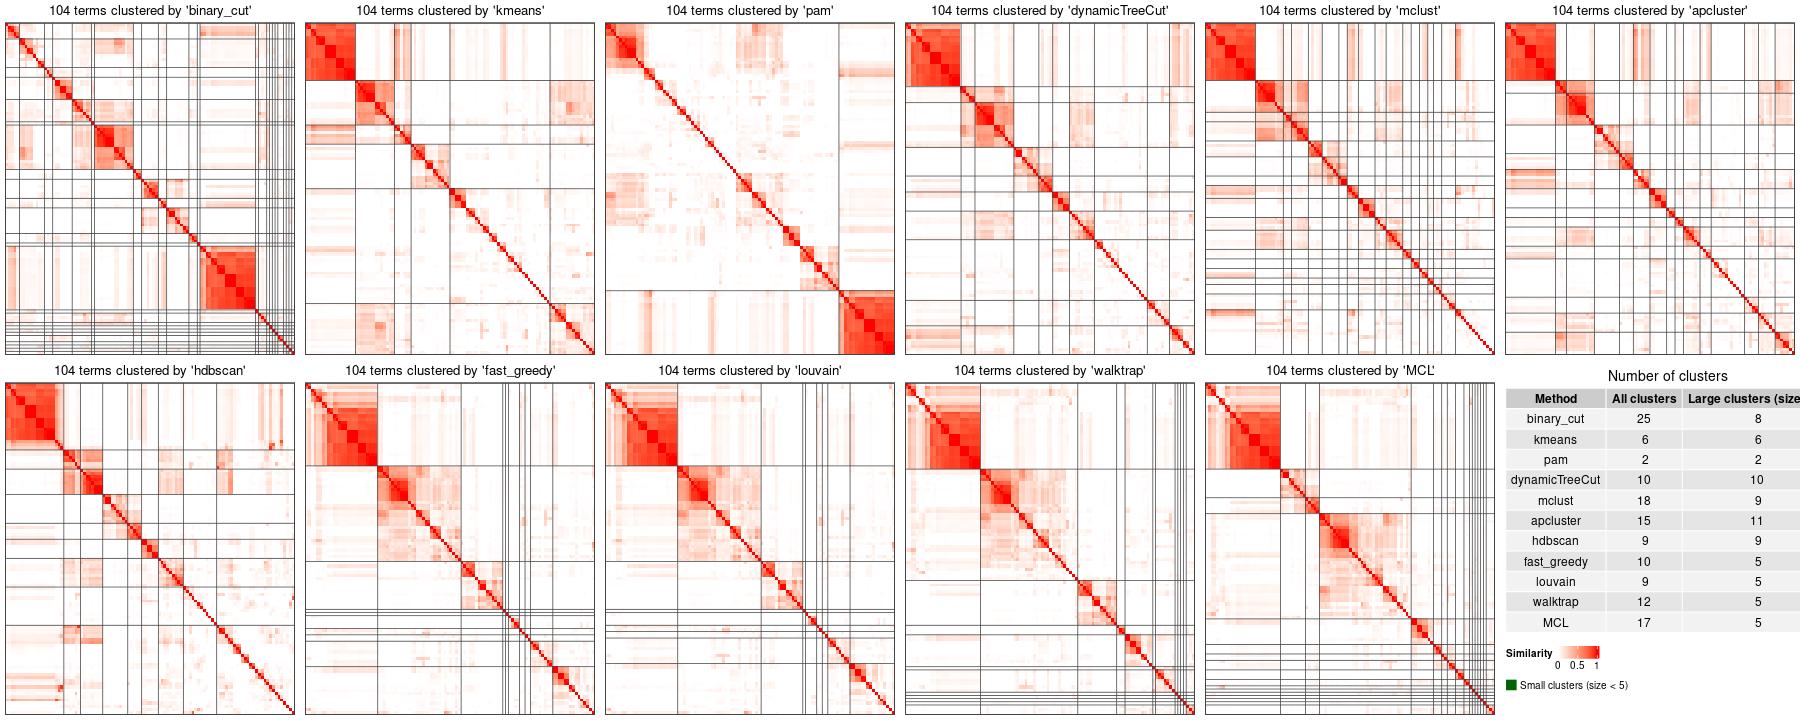 104 terms clustered by 'binary_cut'
104 terms clustered by 'kmeans'
104 terms clustered by 'pam'
104 terms clustered by 'dynamicTreeCut'
104 terms clustered by 'mclust'
104 terms clustered by 'apcluster'
104 terms clustered by 'hdbscan'
104 terms clustered by 'fast_greedy'
104 terms clustered by 'louvain'
104 terms clustered by 'walktrap'
104 terms clustered by 'MCL'
Number of clusters
Method All clusters Large clusters (size
binary_cut 25 8
kmeans 6 6
pam 2 2
dynamicTreeCut 10 10
mclust 18 9
apcluster 15 11
hdbscan 9 9
fast_greedy 10 5
louvain 9 5
walktrap 12 5
MCL 17 5
Similarity
0 0.5 1
Small clusters (size < 5)